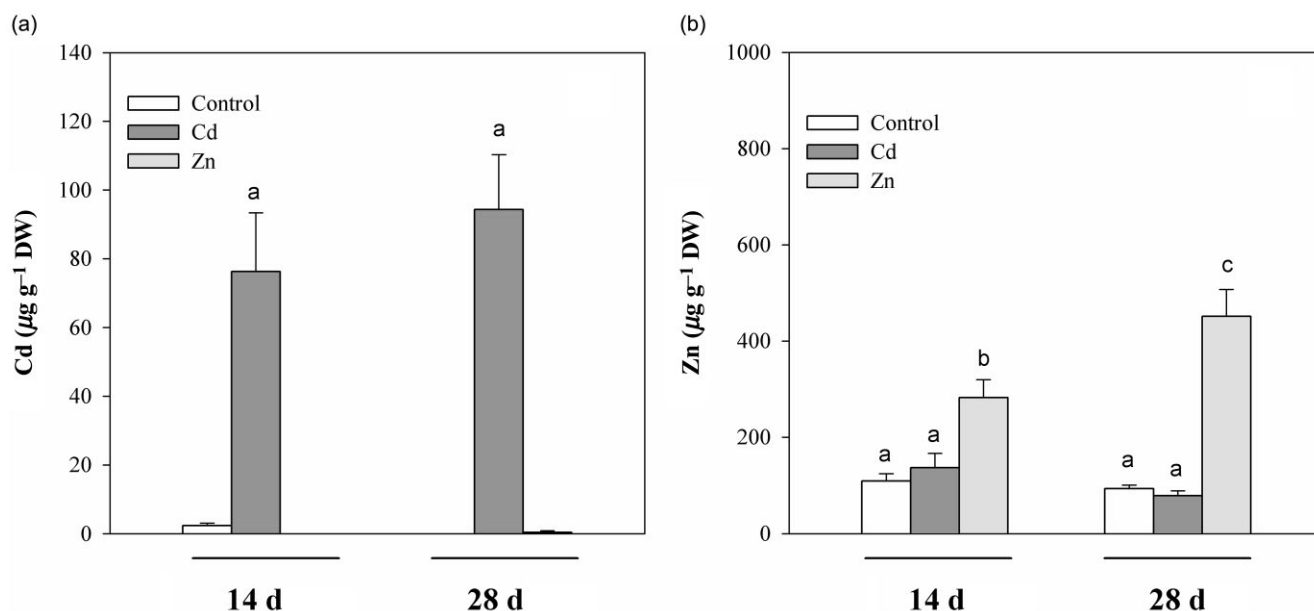 (a)
140
120
100
80
60
40
20
0
Cd (μg g⁻¹ DW)
Control
Cd
Zn
a
a
14 d
28 d
(b)
1000
800
600
400
200
0
Zn (μg g⁻¹ DW)
Control
Cd
Zn
a
a
b
a
a
c
14 d
28 d